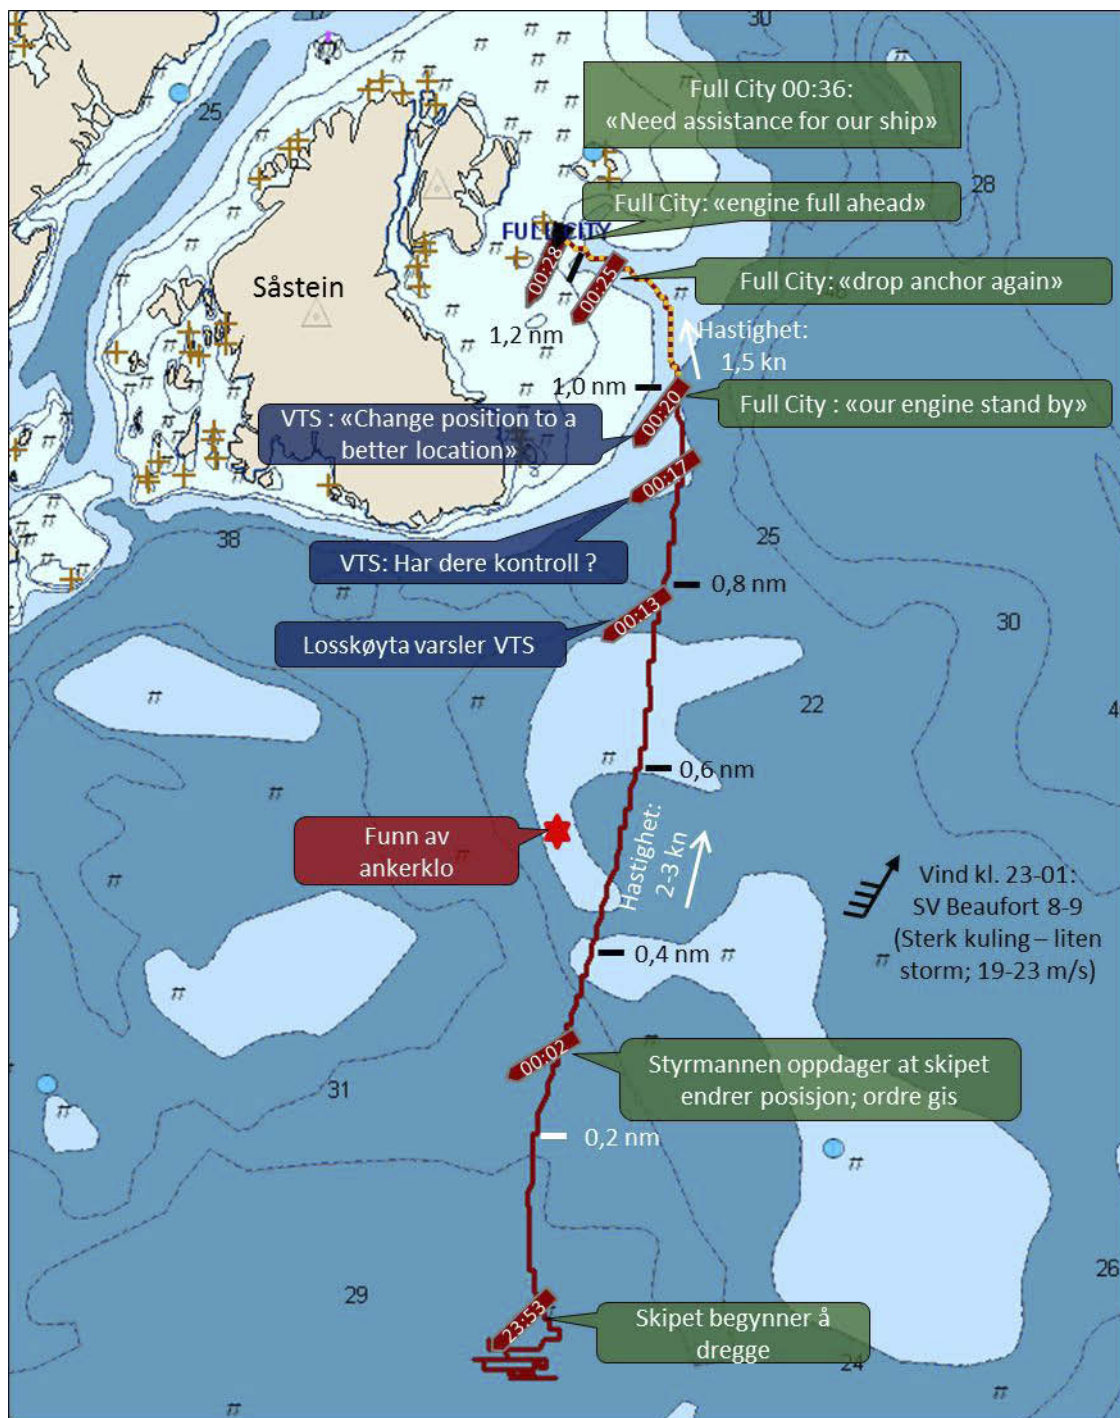 30
25
Full City 00:36:
«Need assistance for our ship»
28
Full City: «engine full ahead»
FULL CITY
00:28
00:25
Full City: «drop anchor again»
Såstein
1,2 nm
Hastighet:
1,5 kn
1,0 nm
00:20
Full City : «our engine stand by»
VTS : «Change position to a
better location»
00:17
38
25
VTS: Har dere kontroll ?
0,8 nm
00:13
30
Losskøyta varsler VTS
22
4
0,6 nm
Funn av
ankerklo
Hastighet:
2-3 kn
Vind kl. 23-01:
SV Beaufort 8-9
(Sterk kuling – liten
storm; 19-23 m/s)
0,4 nm
00:02
Styrmannen oppdager at skipet
endrer posisjon; ordre gis
31
0,2 nm
29
26
23:53
Skipet begynner å
dregge
24